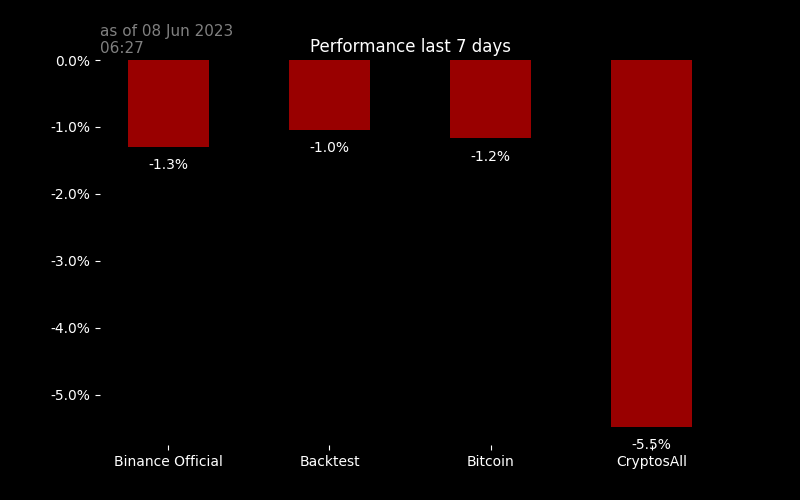 as of 08 Jun 2023
06:27
Performance last 7 days
0.0%
-1.0%
-2.0%
-3.0%
-4.0%
-5.0%
-1.3%
-1.0%
-1.2%
-5.5%
Binance Official
Backtest
Bitcoin
CryptosAll